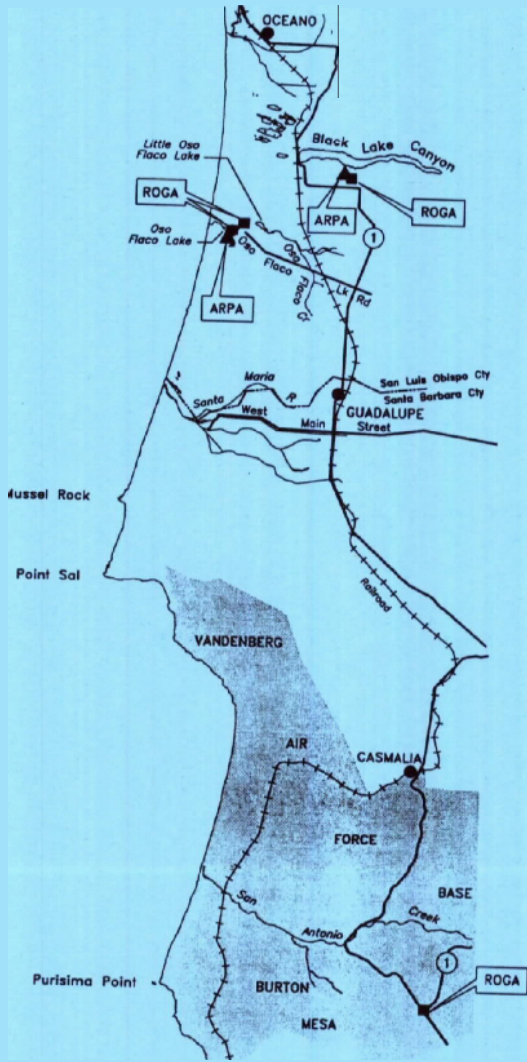 OCEANO
Little Oso
Flaco Lake
Black Lake Canyon
ROGA
ARPA
ROGA
1
Oso
Flaco Lake
Oso Flaco Lk Rd
Oso Flaco Cr
ARPA
San Luis Obispo Cty
Santa Barbara Cty
Santa Maria R
GUADALUPE
West Main Street
Mussel Rock
Point Sal
Railroad
VANDENBERG
AIR
CASMALIA
FORCE
BASE
San Antonio Creek
1
Purisima Point
BURTON
MESA
ROGA